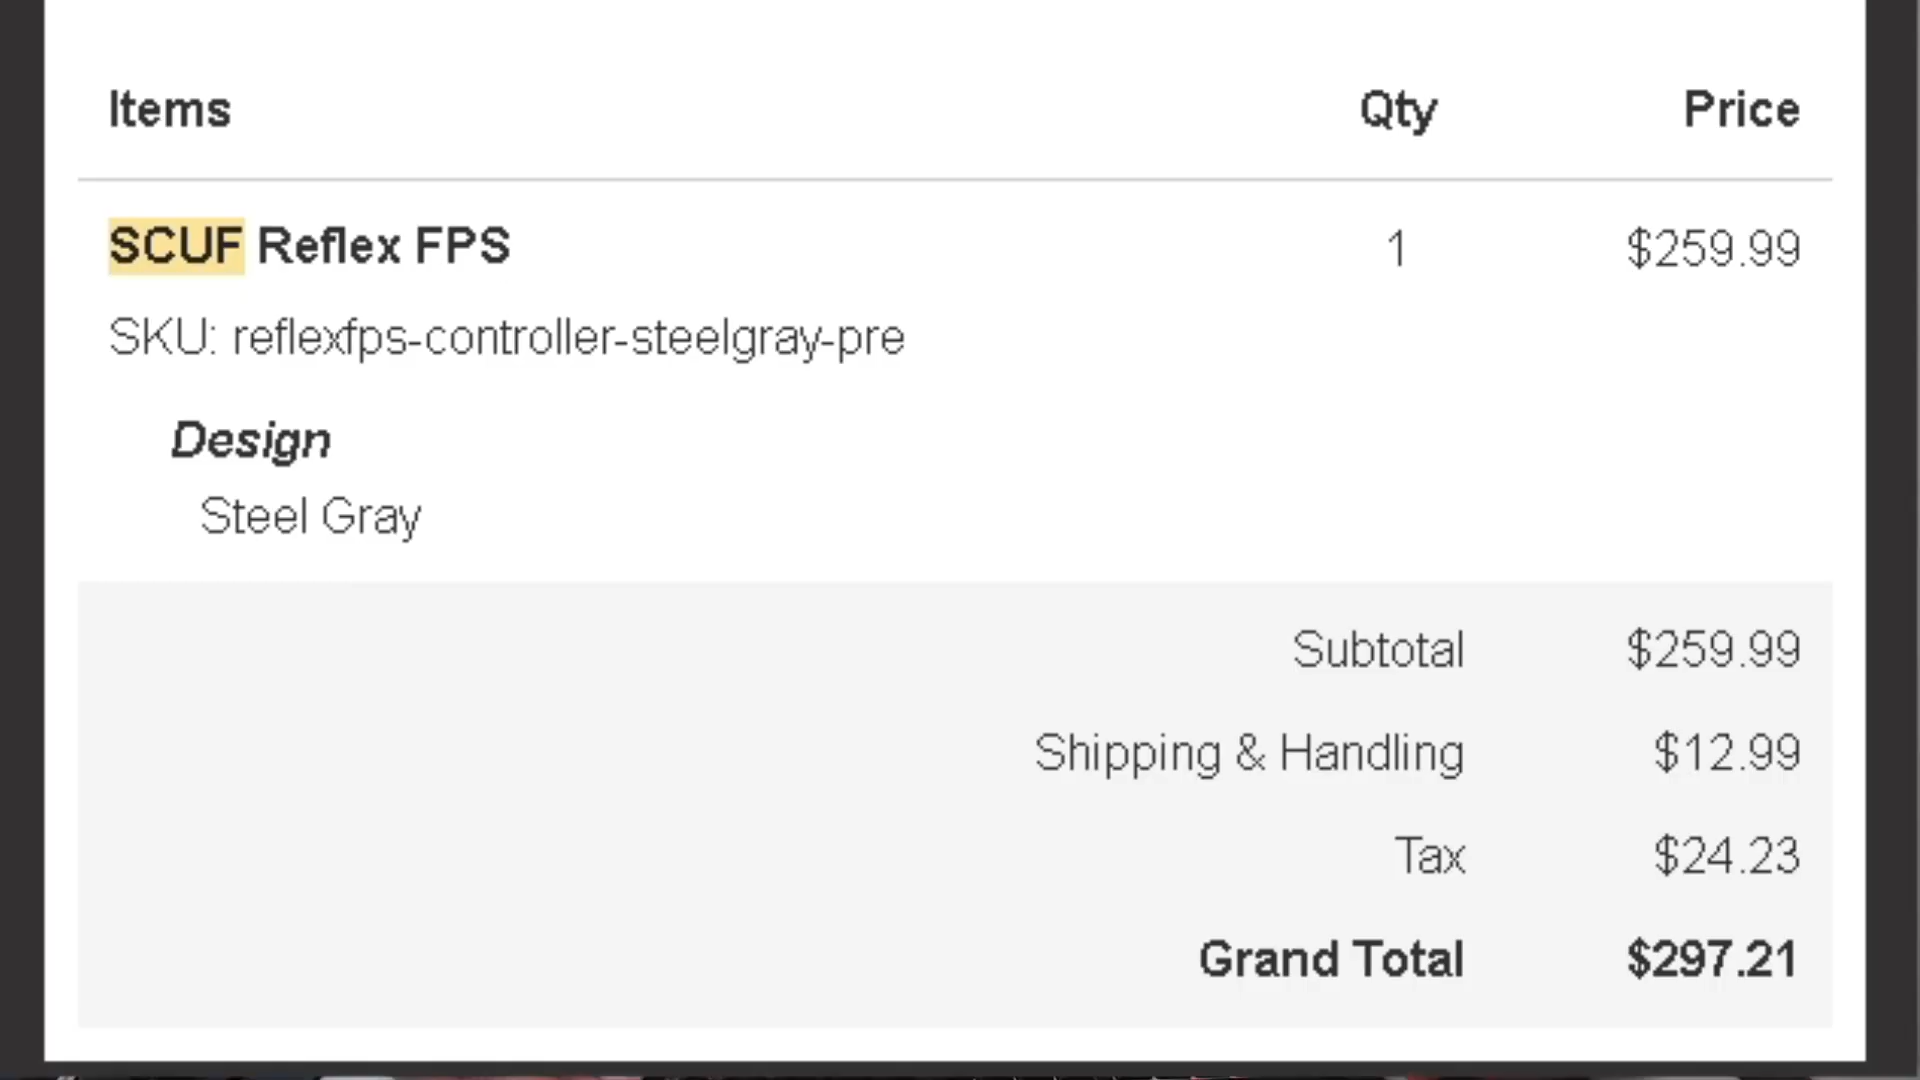 Items Qty Price
SCUF Reflex FPS 1 $259.99
SKU: reflexfps-controller-steelgray-pre
Design
Steel Gray
Subtotal $259.99
Shipping & Handling $12.99
Tax $24.23
Grand Total $297.21